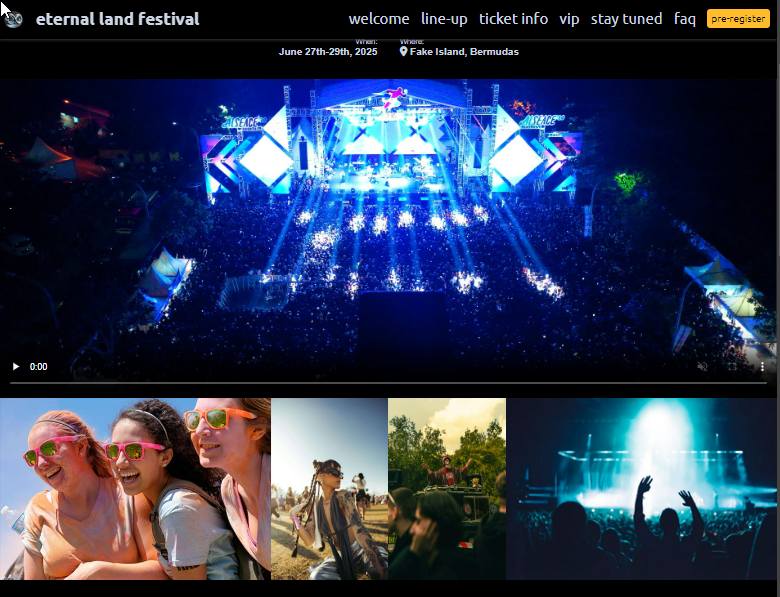 eternal land festival
welcome line-up ticket info vip stay tuned faq pre-register
When: Where:
June 27th-29th, 2025 Fake Island, Bermudas
0:00